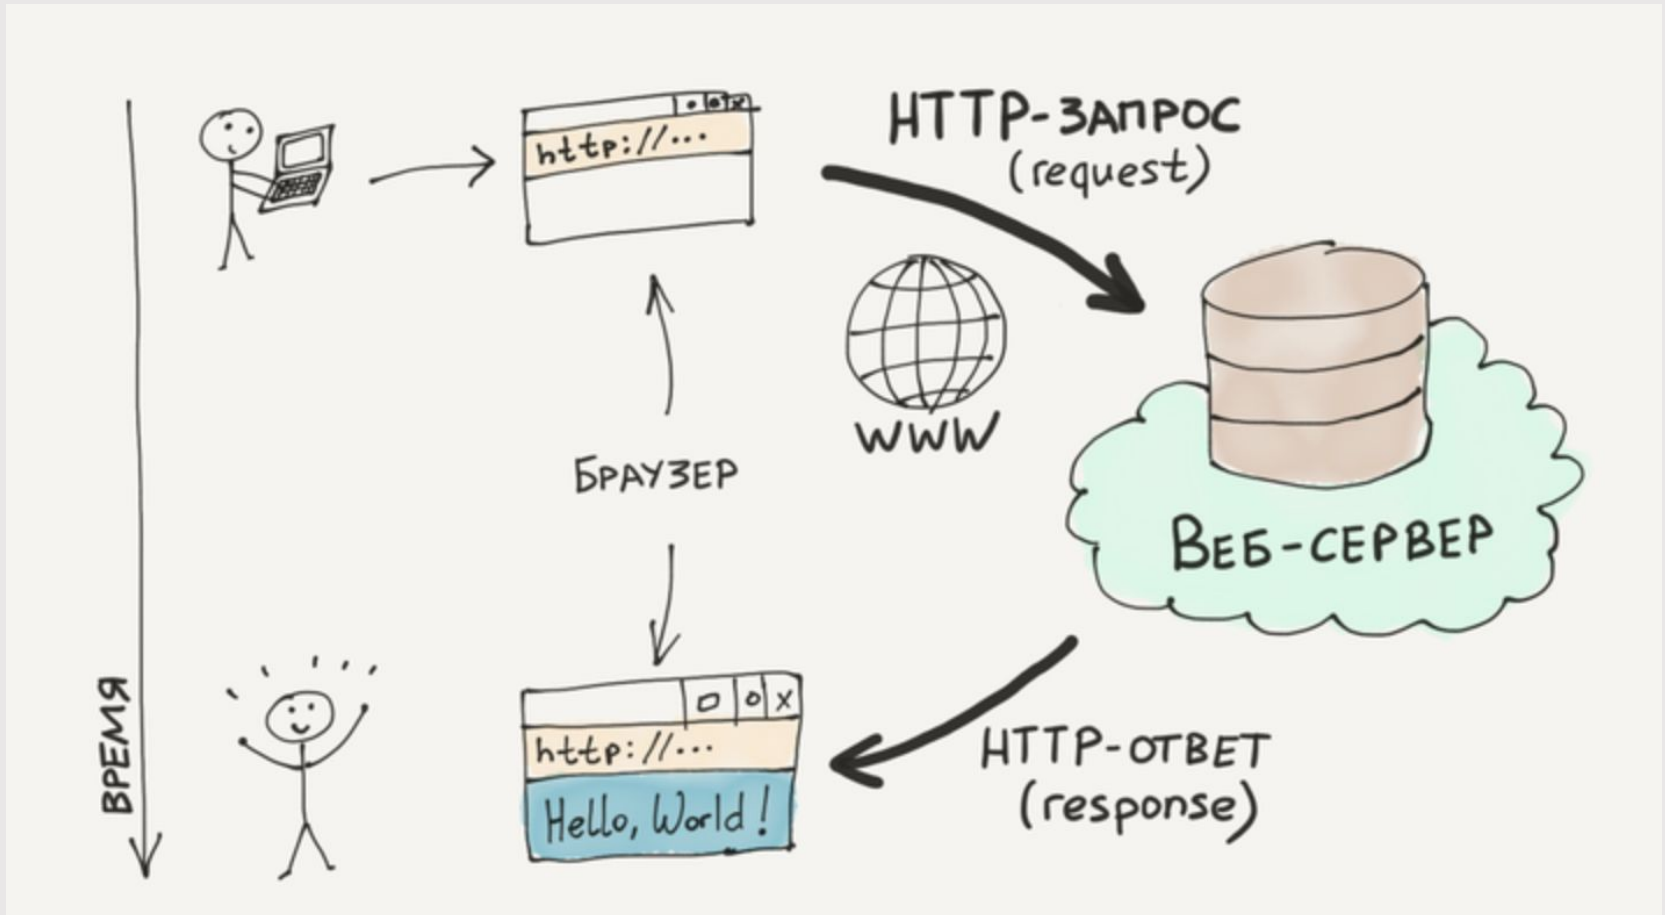 http://...
HTTP-ЗАПРОС
(request)
WWW
БРАУЗЕР
ВЕБ-СЕРВЕР
ВРЕМЯ
http://...
Hello, World!
HTTP-ОТВЕТ
(response)